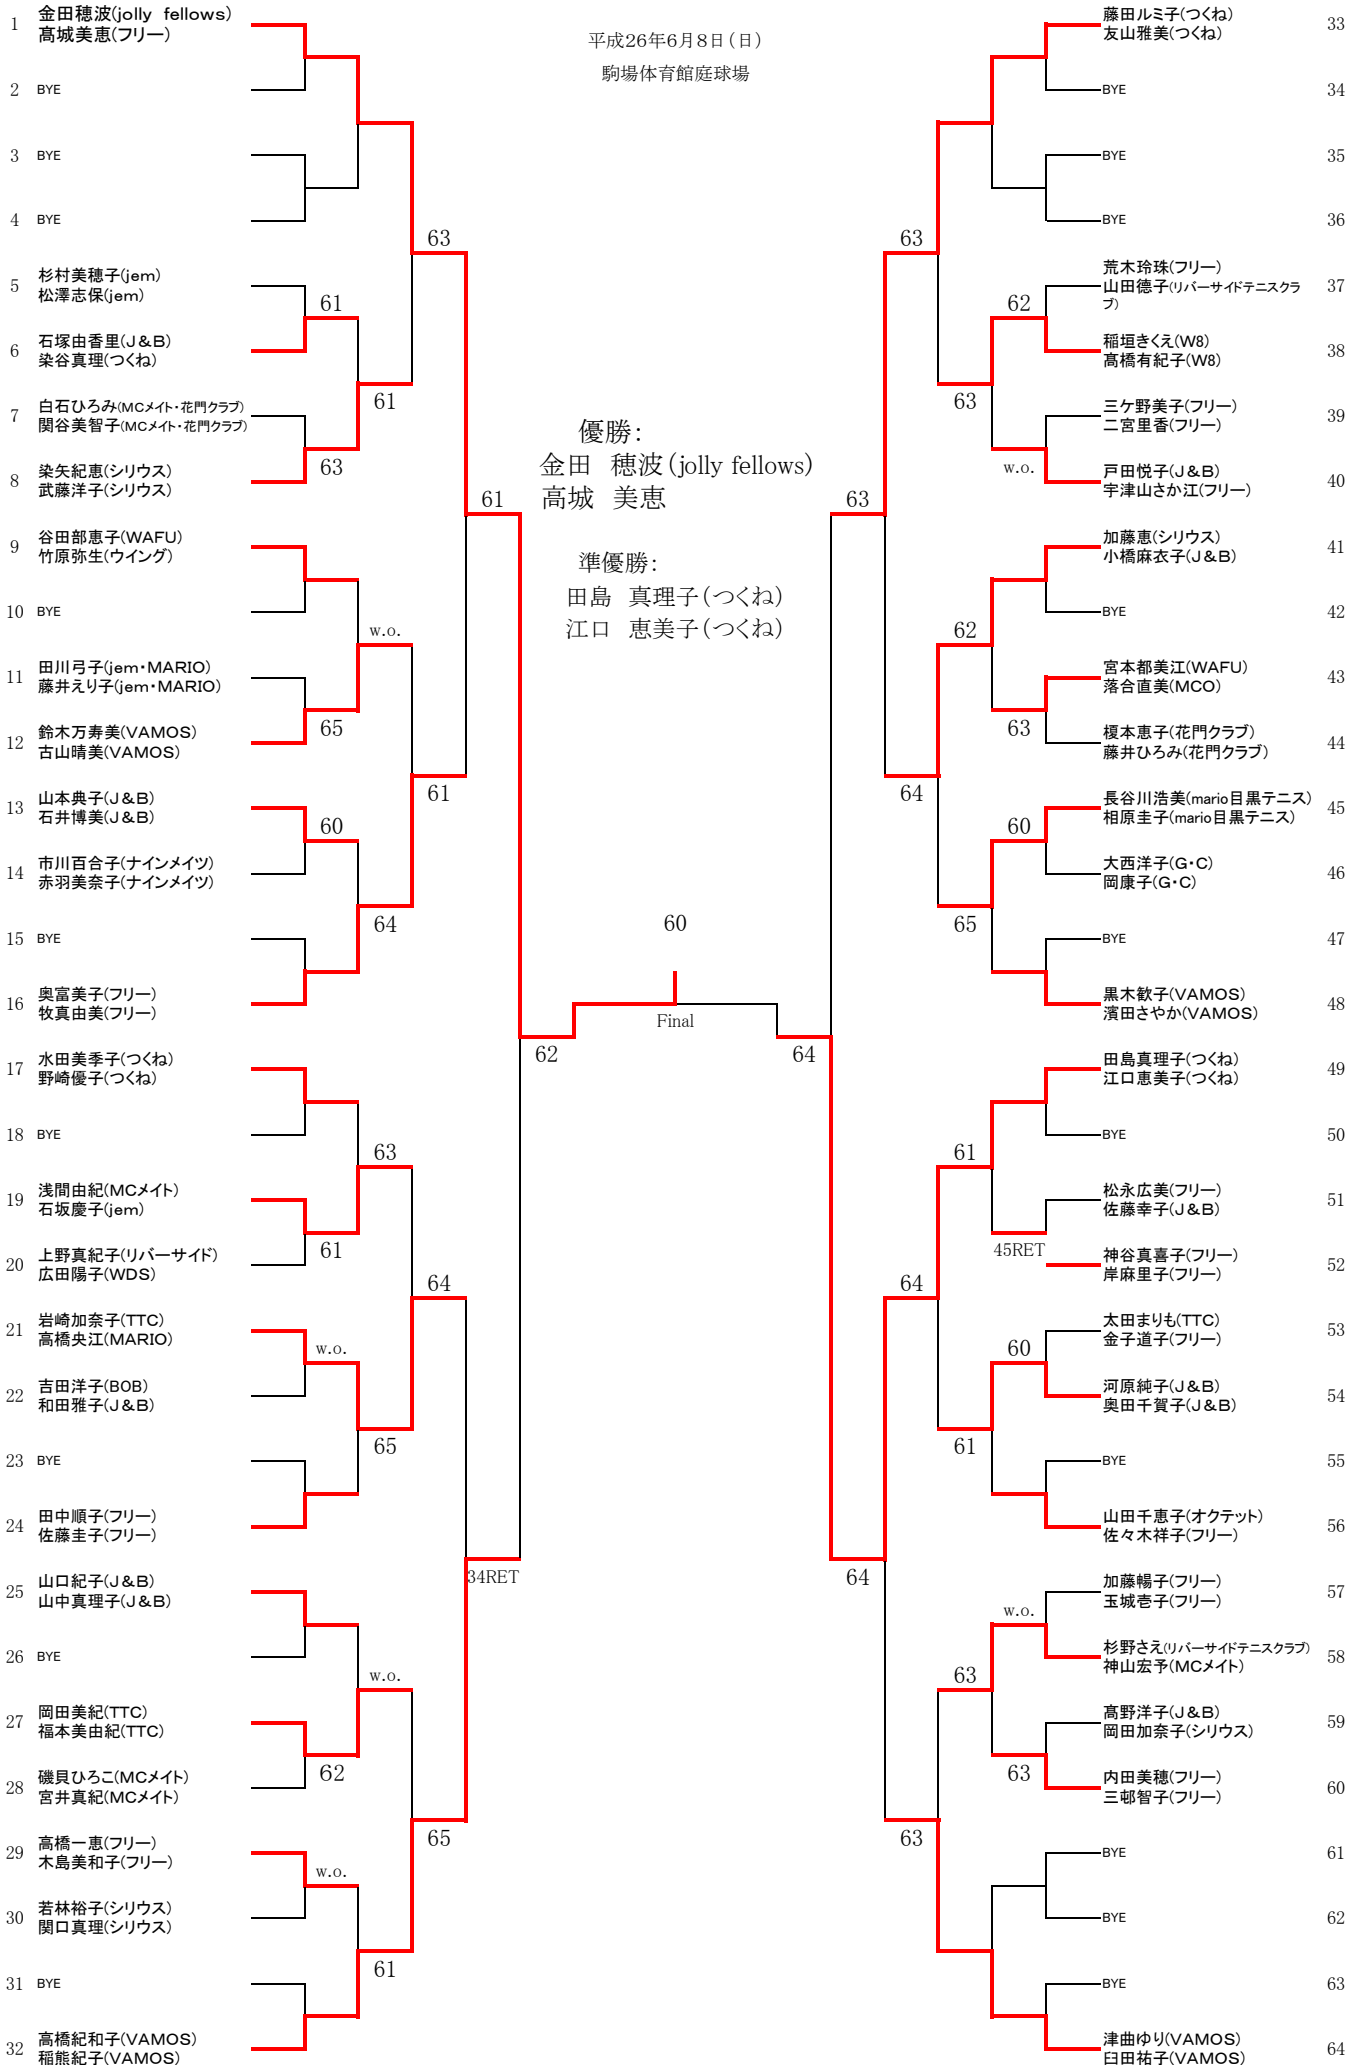 平成26年6月8日(日)
駒場体育館庭球場
1 金田穂波(jolly fellows)
髙城美恵(フリー)
2 BYE
3 BYE
4 BYE
63
5 杉村美穂子(jem)
松澤志保(jem)
61
6 石塚由香里(J&B)
染谷真理(つくね)
61
7 白石ひろみ(MCメイト・花門クラブ)
関谷美智子(MCメイト・花門クラブ)
63
8 染矢紀恵(シリウス)
武藤洋子(シリウス)
61
9 谷田部恵子(WAFU)
竹原弥生(ウイング)
10 BYE
w.o.
11 田川弓子(jem・MARIO)
藤井えり子(jem・MARIO)
65
12 鈴木万寿美(VAMOS)
古山晴美(VAMOS)
61
13 山本典子(J&B)
石井博美(J&B)
60
14 市川百合子(ナインメイツ)
赤羽美奈子(ナインメイツ)
64
15 BYE
16 奥富美子(フリー)
牧真由美(フリー)
62
17 水田美季子(つくね)
野崎優子(つくね)
18 BYE
63
19 浅間由紀(MCメイト)
石坂慶子(jem)
61
20 上野真紀子(リバーサイド)
広田陽子(WDS)
64
21 岩崎加奈子(TTC)
高橋央江(MARIO)
w.o.
22 吉田洋子(BOB)
和田雅子(J&B)
65
23 BYE
24 田中順子(フリー)
佐藤圭子(フリー)
34RET
25 山口紀子(J&B)
山中真理子(J&B)
26 BYE
w.o.
27 岡田美紀(TTC)
福本美由紀(TTC)
62
28 磯貝ひろこ(MCメイト)
宮井真紀(MCメイト)
65
29 高橋一恵(フリー)
木島美和子(フリー)
w.o.
30 若林裕子(シリウス)
関口真理(シリウス)
61
31 BYE
32 高橋紀和子(VAMOS)
稲熊紀子(VAMOS)
優勝:
金田 穂波(jolly fellows)
高城 美恵
準優勝:
田島 真理子(つくね)
江口 恵美子(つくね)
60
Final
藤田ルミ子(つくね) 33
友山雅美(つくね)
BYE 34
BYE 35
BYE 36
63
荒木玲珠(フリー)
山田德子(リバーサイドテニスクラ 37
ブ)
62
稲垣きくえ(W8) 38
髙橋有紀子(W8)
63
三ケ野美子(フリー) 39
二宮里香(フリー)
w.o.
戸田悦子(J&B) 40
宇津山さか江(フリー)
63
加藤恵(シリウス) 41
小橋麻衣子(J&B)
BYE 42
62
宮本都美江(WAFU) 43
落合直美(MCO)
63
榎本恵子(花門クラブ) 44
藤井ひろみ(花門クラブ)
64
長谷川浩美(mario目黒テニス) 45
相原圭子(mario目黒テニス)
60
大西洋子(G・C) 46
岡康子(G・C)
65
BYE 47
黒木歓子(VAMOS) 48
濱田さやか(VAMOS)
64
田島真理子(つくね) 49
江口恵美子(つくね)
BYE 50
61
松永広美(フリー) 51
佐藤幸子(J&B)
45RET
神谷真喜子(フリー) 52
岸麻里子(フリー)
64
太田まりも(TTC) 53
金子道子(フリー)
60
河原純子(J&B) 54
奥田千賀子(J&B)
61
BYE 55
山田千恵子(オクテット) 56
佐々木祥子(フリー)
64
加藤暢子(フリー) 57
玉城壱子(フリー)
w.o.
杉野さえ(リバーサイドテニスクラブ) 58
神山宏予(MCメイト)
63
髙野洋子(J&B) 59
岡田加奈子(シリウス)
63
内田美穂(フリー) 60
三邨智子(フリー)
63
BYE 61
BYE 62
BYE 63
津曲ゆり(VAMOS) 64
臼田祐子(VAMOS)